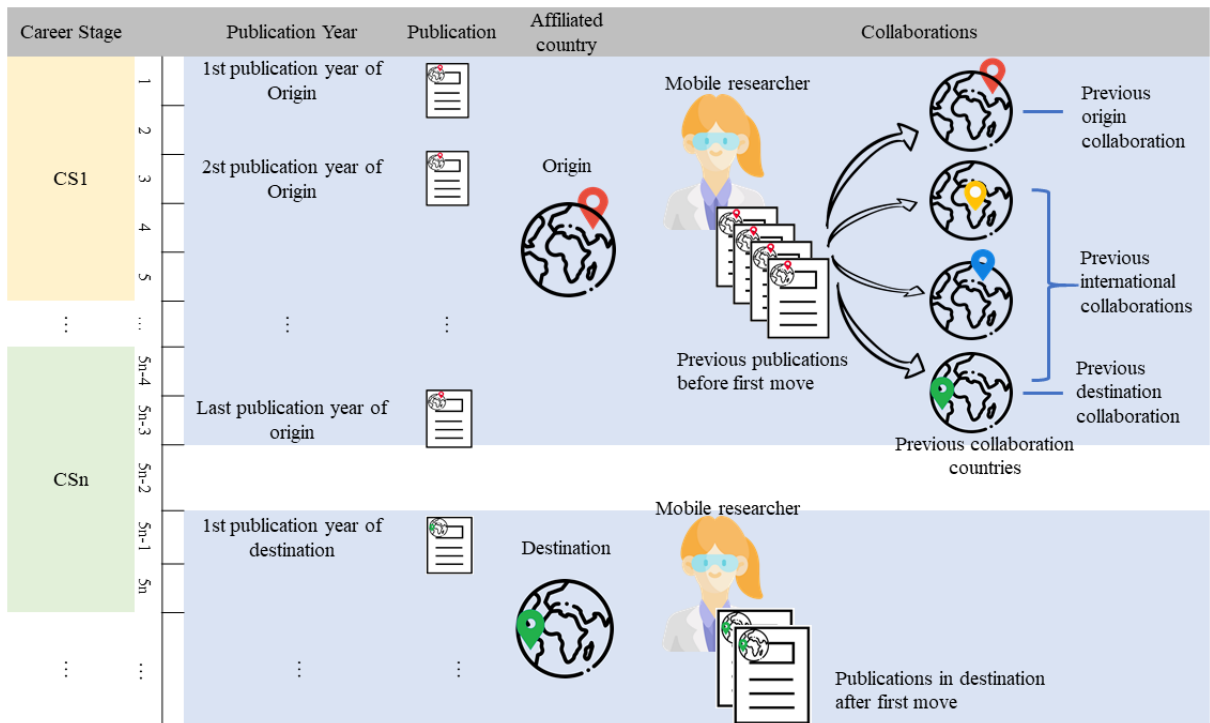 Career Stage
Publication Year
Publication
Affiliated
country
Collaborations
CS1
1
2
3
4
5
1st publication year of
Origin
2st publication year of
Origin
Origin
Mobile researcher
Previous publications
before first move
Previous
origin
collaboration
Previous
international
collaborations
Previous
destination
collaboration
Previous collaboration
countries
...
...
...
...
CSn
5n-4
5n-3
5n-2
5n-1
5n
Last publication year of
origin
1st publication year of
destination
Destination
Mobile researcher
Publications in destination
after first move
...
...
...
...